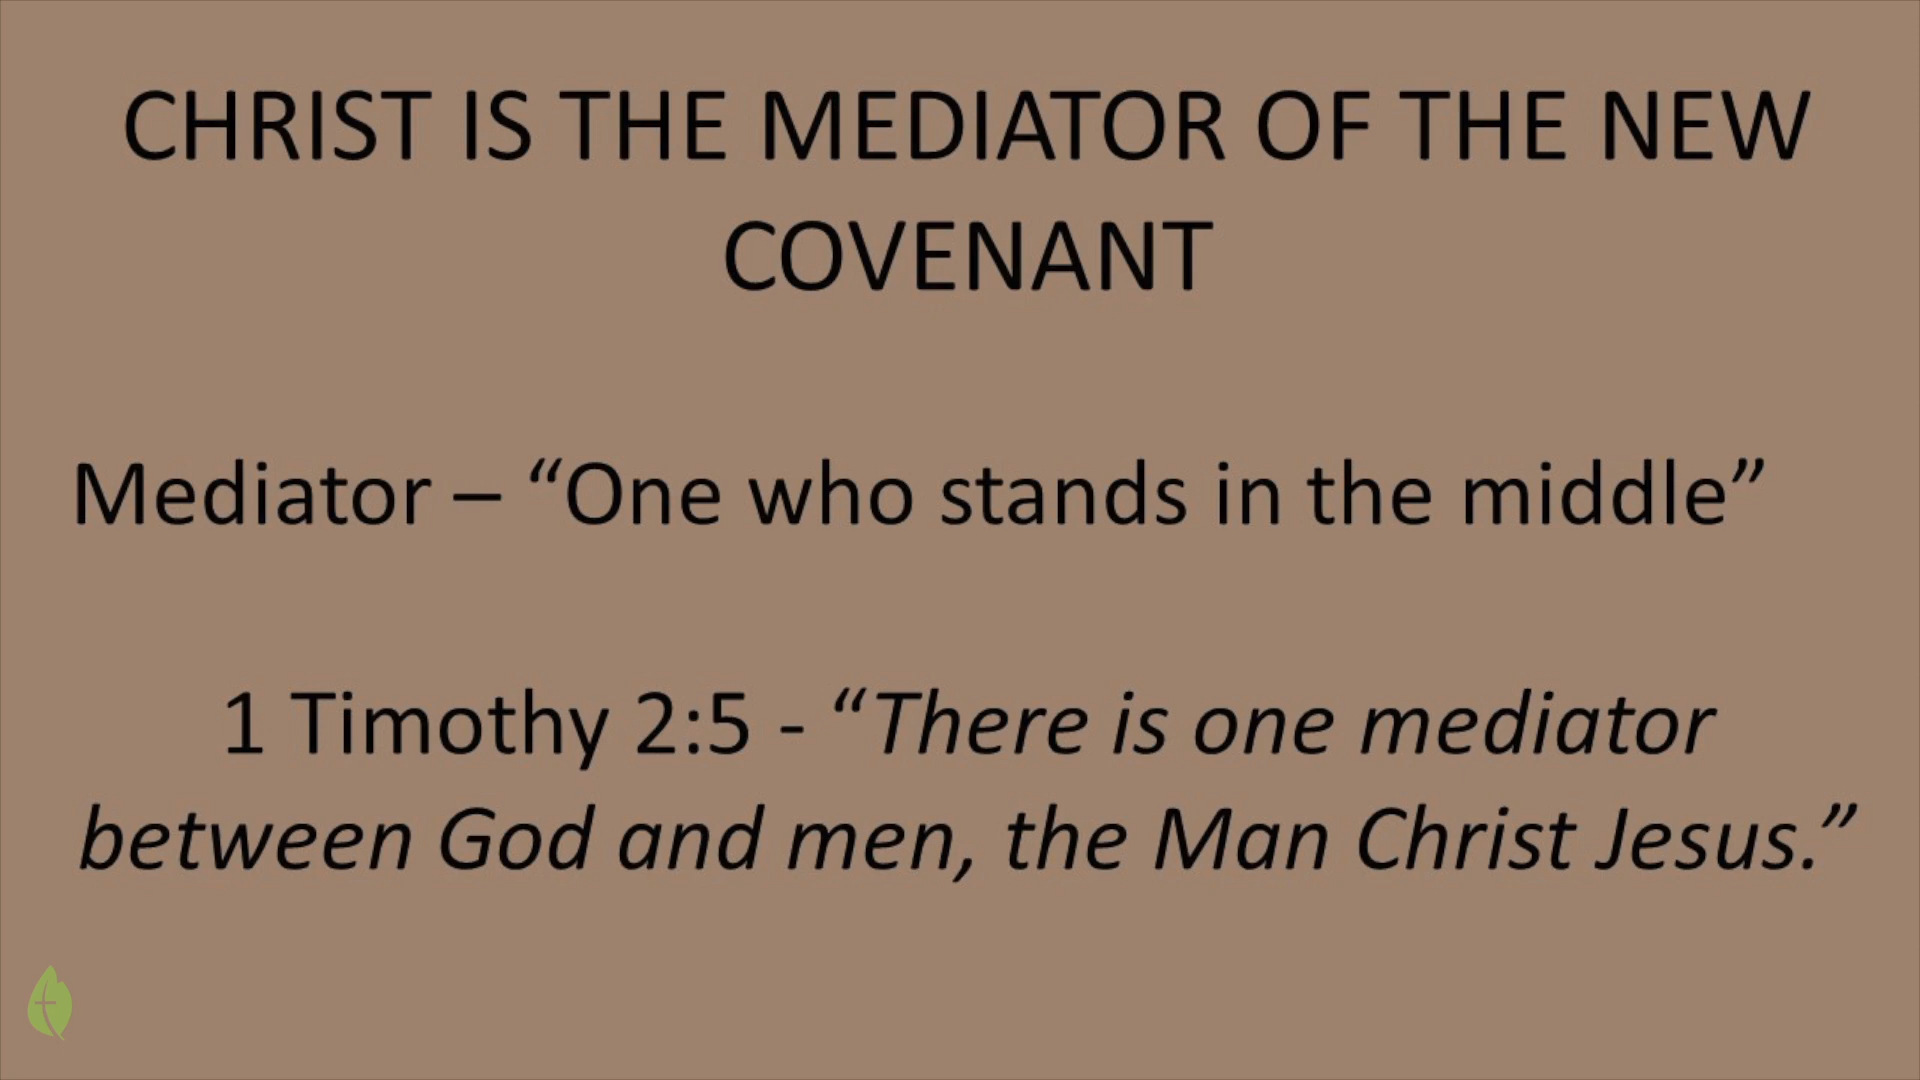 CHRIST IS THE MEDIATOR OF THE NEW
COVENANT
Mediator – “One who stands in the middle”
1 Timothy 2:5 - “There is one mediator
between God and men, the Man Christ Jesus.”